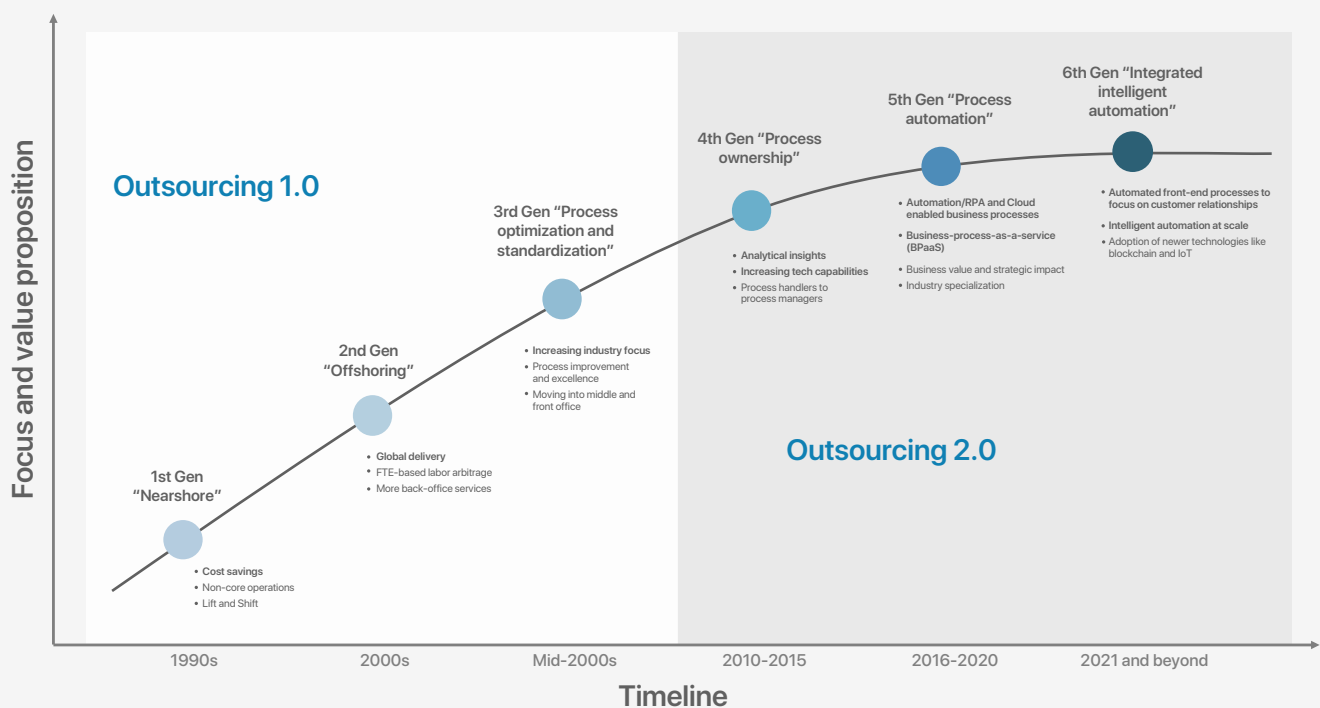 Focus and value proposition
Outsourcing 1.0
1st Gen
“Nearshore”
• Cost savings
• Non-core operations
• Lift and Shift
2nd Gen
“Offshoring”
• Global delivery
• FTE-based labor arbitrage
• More back-office services
3rd Gen “Process
optimization and
standardization”
• Increasing industry focus
• Process improvement
and excellence
• Moving into middle and
front office
4th Gen “Process
ownership”
• Analytical insights
• Increasing tech capabilities
• Process handlers to
process managers
5th Gen “Process
automation”
• Automation/RPA and Cloud
enabled business processes
• Business-process-as-a-service
(BPaaS)
• Business value and strategic impact
• Industry specialization
6th Gen “Integrated
intelligent
automation”
• Automated front-end processes to
focus on customer relationships
• Intelligent automation at scale
• Adoption of newer technologies like
blockchain and IoT
Outsourcing 2.0
1990s
2000s
Mid-2000s
2010-2015
2016-2020
2021 and beyond
Timeline